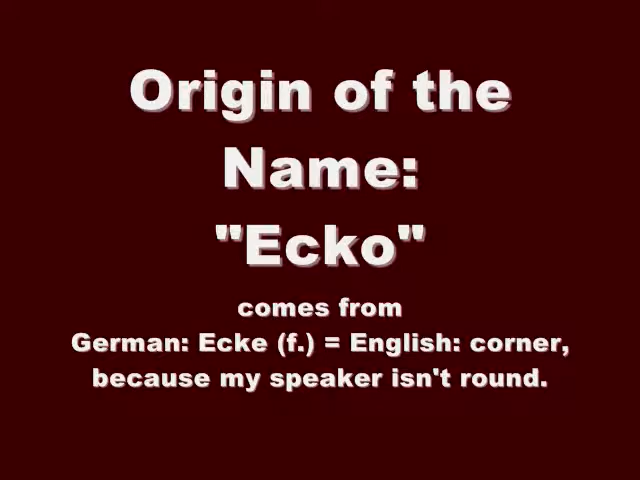 Origin of the
Name:
"Ecko"
comes from
German: Ecke (f.) = English: corner,
because my speaker isn't round.